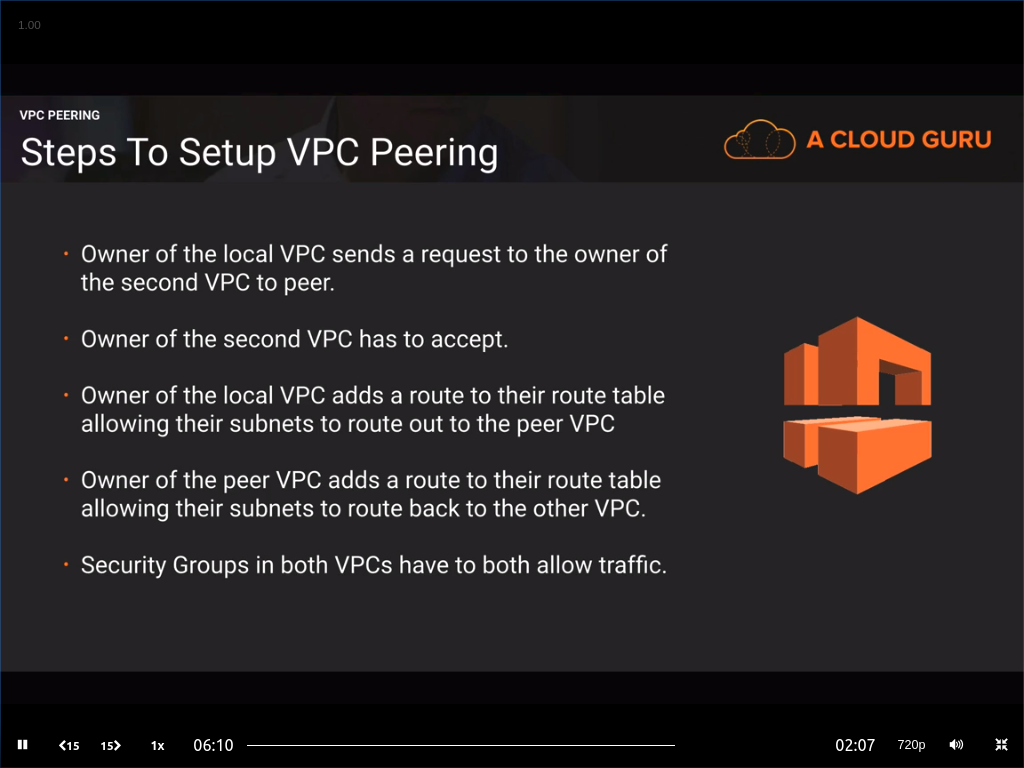 1.00
VPC PEERING
Steps To Setup VPC Peering
A CLOUD GURU
• Owner of the local VPC sends a request to the owner of
the second VPC to peer.
• Owner of the second VPC has to accept.
• Owner of the local VPC adds a route to their route table
allowing their subnets to route out to the peer VPC
• Owner of the peer VPC adds a route to their route table
allowing their subnets to route back to the other VPC.
• Security Groups in both VPCs have to both allow traffic.
15 15 1x 06:10 02:07 720p